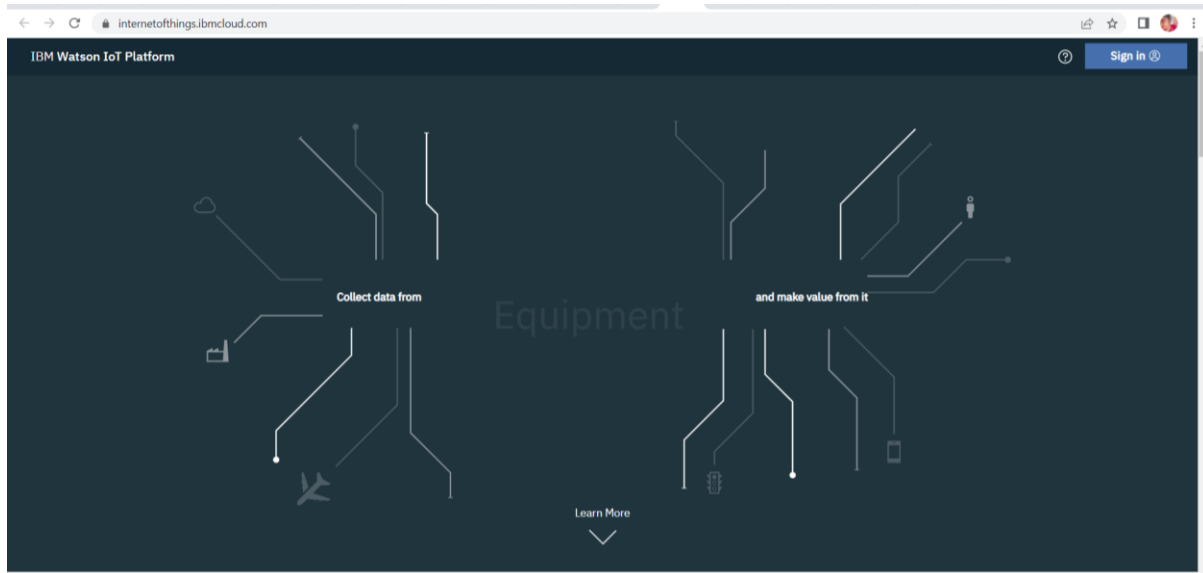 internetofthings.ibmcloud.com
IBM Watson IoT Platform
Sign in
Collect data from
Equipment
and make value from it
Learn More